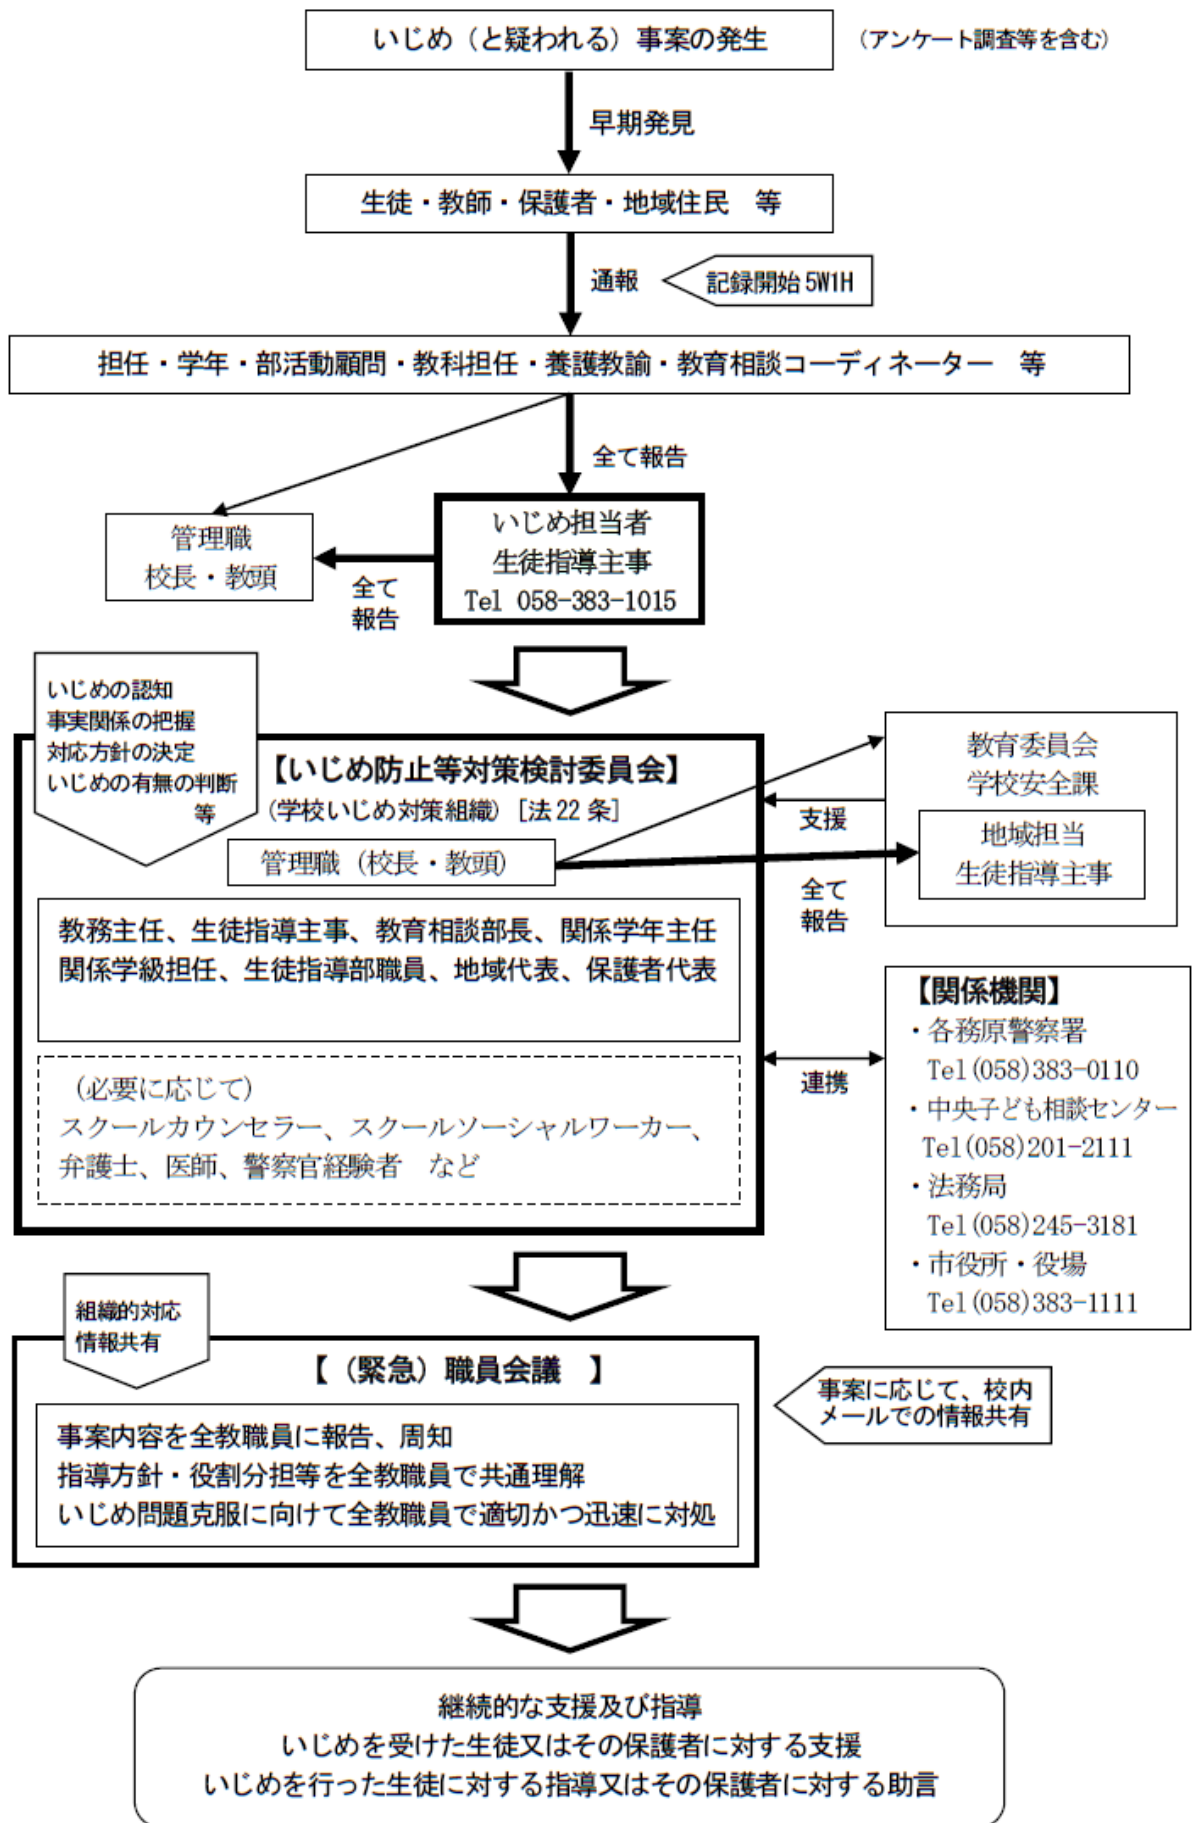 いじめ（と疑われる）事案の発生
（アンケート調査等を含む）
早期発見
生徒・教師・保護者・地域住民　等
通報
記録開始 5W1H
担任・学年・部活動顧問・教科担任・養護教諭・教育相談コーディネーター　等
全て報告
管理職
校長・教頭
全て
報告
いじめ担当者
生徒指導主事
Tel 058-383-1015
いじめの認知
事実関係の把握
対応方針の決定
いじめの有無の判断
等
【いじめ防止等対策検討委員会】
（学校いじめ対策組織）［法 22 条］
管理職（校長・教頭）
教務主任、生徒指導主事、教育相談部長、関係学年主任
関係学級担任、生徒指導部職員、地域代表、保護者代表
（必要に応じて）
スクールカウンセラー、スクールソーシャルワーカー、
弁護士、医師、警察官経験者　など
支援
全て
報告
教育委員会
学校安全課
地域担当
生徒指導主事
連携
【関係機関】
・各務原警察署
Tel(058)383-0110
・中央子ども相談センター
Tel(058)201-2111
・法務局
Tel(058)245-3181
・市役所・役場
Tel(058)383-1111
組織的対応
情報共有
【（緊急）職員会議　】
事案内容を全教職員に報告、周知
指導方針・役割分担等を全教職員で共通理解
いじめ問題克服に向けて全教職員で適切かつ迅速に対処
事案に応じて、校内
メールでの情報共有
継続的な支援及び指導
いじめを受けた生徒又はその保護者に対する支援
いじめを行った生徒に対する指導又はその保護者に対する助言